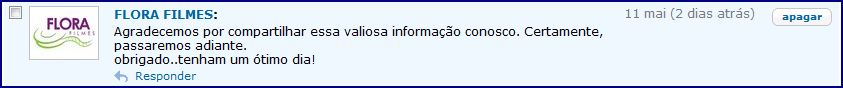 FLORA FILMES:
11 mai (2 dias atrás)
apagar
FLORA
FILMES
Agradecemos por compartilhar essa valiosa informação conosco. Certamente,
passaremos adiante.
obrigado..tenham um ótimo dia!
Responder